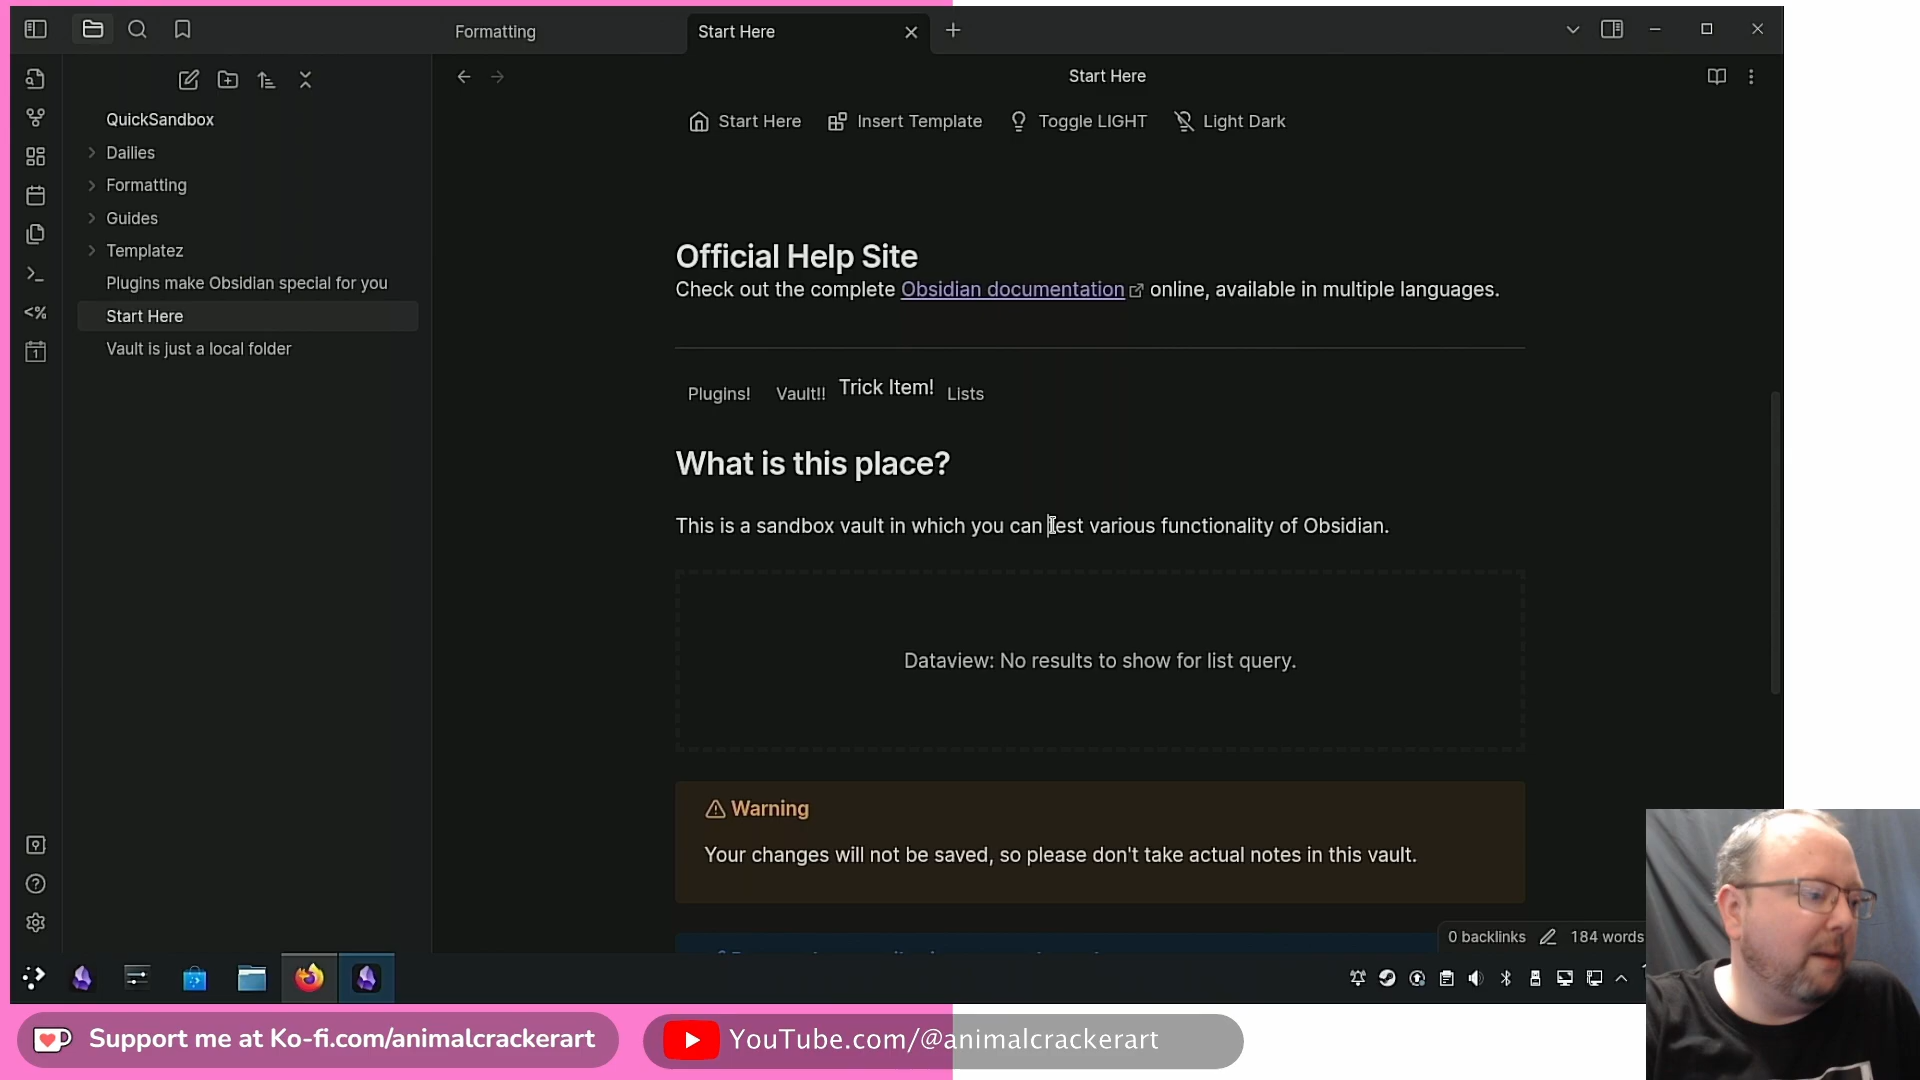 Formatting
Start Here
Start Here
Start Here
Insert Template
Toggle LIGHT
Light Dark
QuickSandbox
Dailies
Formatting
Guides
Templatez
Plugins make Obsidian special for you
Start Here
Vault is just a local folder
Official Help Site
Check out the complete Obsidian documentation online, available in multiple languages.
Plugins! Vault!! Trick Item! Lists
What is this place?
This is a sandbox vault in which you can test various functionality of Obsidian.
Dataview: No results to show for list query.
Warning
Your changes will not be saved, so please don't take actual notes in this vault.
0 backlinks 184 words
Support me at Ko-fi.com/animalcrackerart
YouTube.com/@animalcrackerart